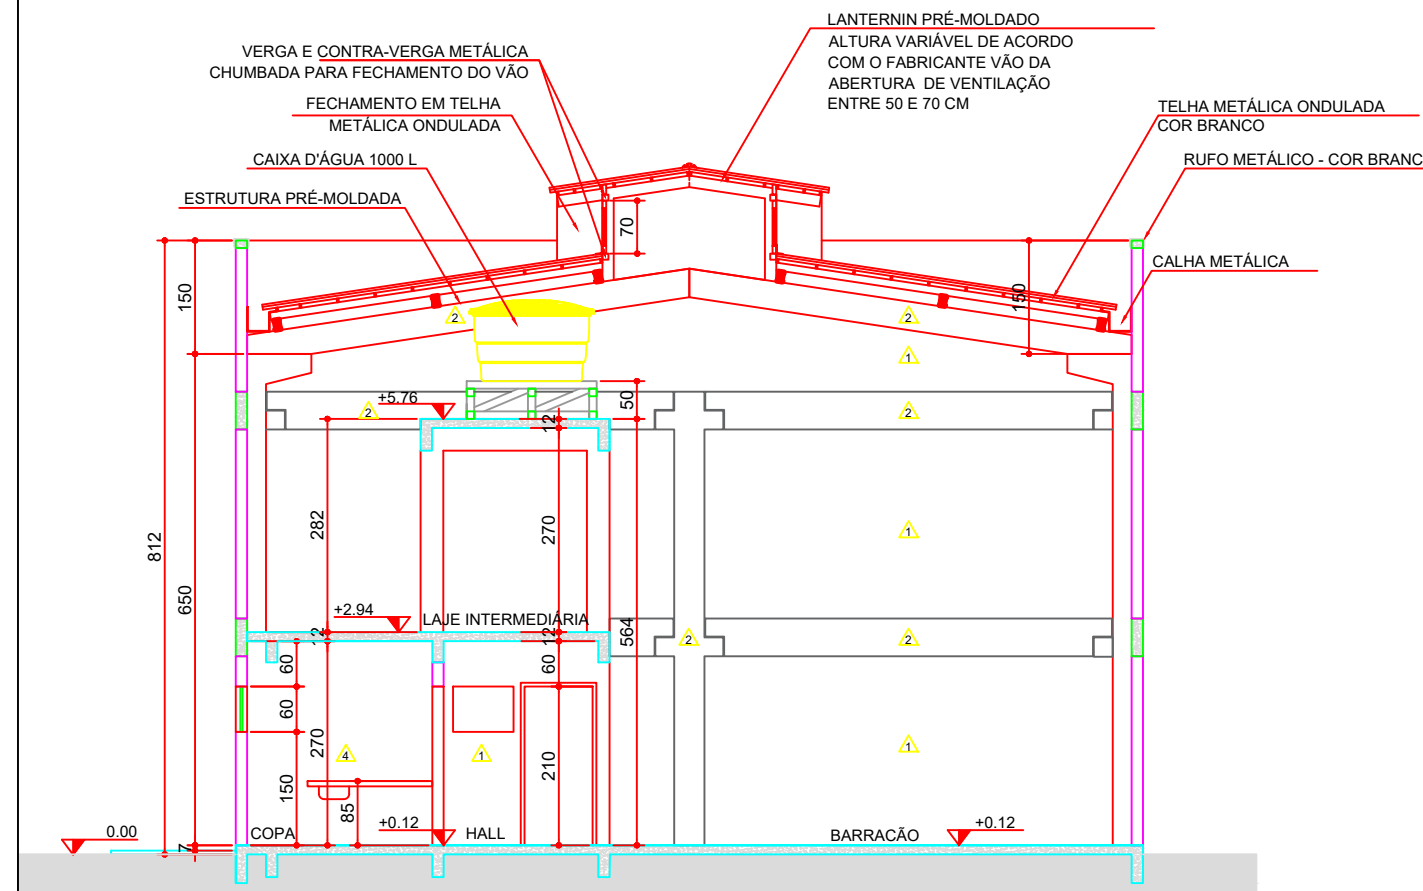 LANTERNIN PRÉ-MOLDADO
ALTURA VARIÁVEL DE ACORDO
COM O FABRICANTE VÃO DA
ABERTURA DE VENTILAÇÃO
ENTRE 50 E 70 CM
VERGA E CONTRA-VERGA METÁLICA
CHUMBADA PARA FECHAMENTO DO VÃO
FECHAMENTO EM TELHA
METÁLICA ONDULADA
CAIXA D'ÁGUA 1000 L
ESTRUTURA PRÉ-MOLDADA
TELHA METÁLICA ONDULADA
COR BRANCO
RUFO METÁLICO - COR BRANC
CALHA METÁLICA
70
150
150
2
2
1
+5.76
2
50
2
12
812
650
282
270
564
1
+2.94
LAJE INTERMEDIÁRIA
12
12
2
2
60
60
60
270
150
4
1
210
1
85
0.00
7
COPA
+0.12
HALL
BARRACÃO
+0.12